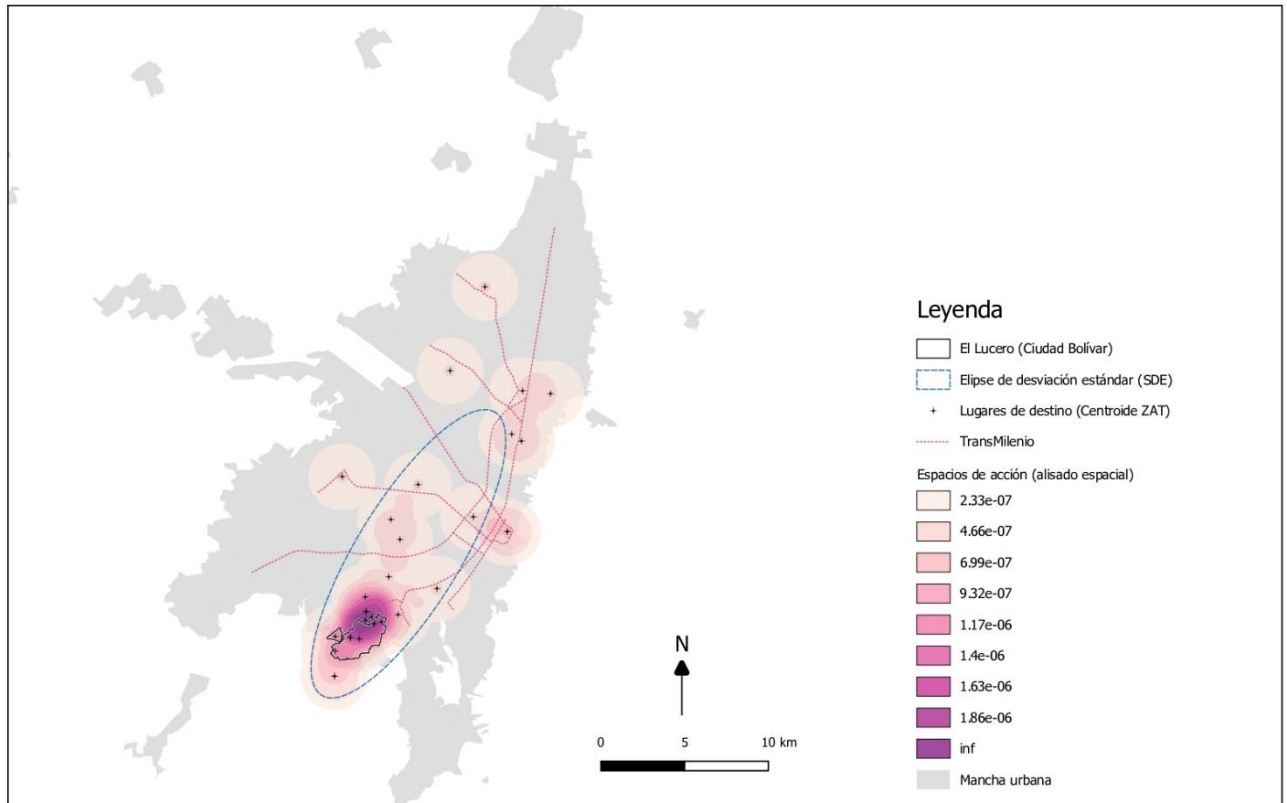 Leyenda
El Lucero (Ciudad Bolívar)
Elipse de desviación estándar (SDE)
Lugares de destino (Centroide ZAT)
TransMilenio
Espacios de acción (alisado espacial)
2.33e-07
4.66e-07
6.99e-07
9.32e-07
1.17e-06
1.4e-06
1.63e-06
1.86e-06
inf
Mancha urbana
N
0 5 10 km